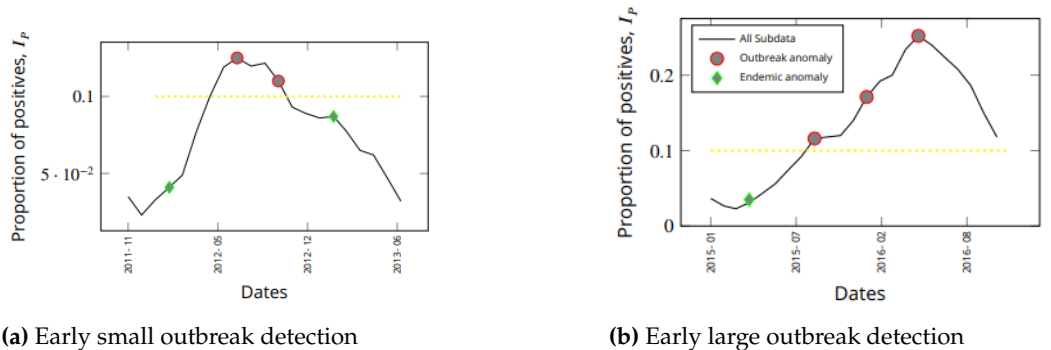 Proportion of positives, I_P
0.1
5 · 10⁻²
2011- 11
2012- 05
2012- 12
2013- 06
Dates
(a) Early small outbreak detection
Proportion of positives, I_P
All Subdata
Outbreak anomaly
Endemic anomaly
0.2
0.1
0
2015- 01
2015- 07
2016- 02
2016- 08
Dates
(b) Early large outbreak detection